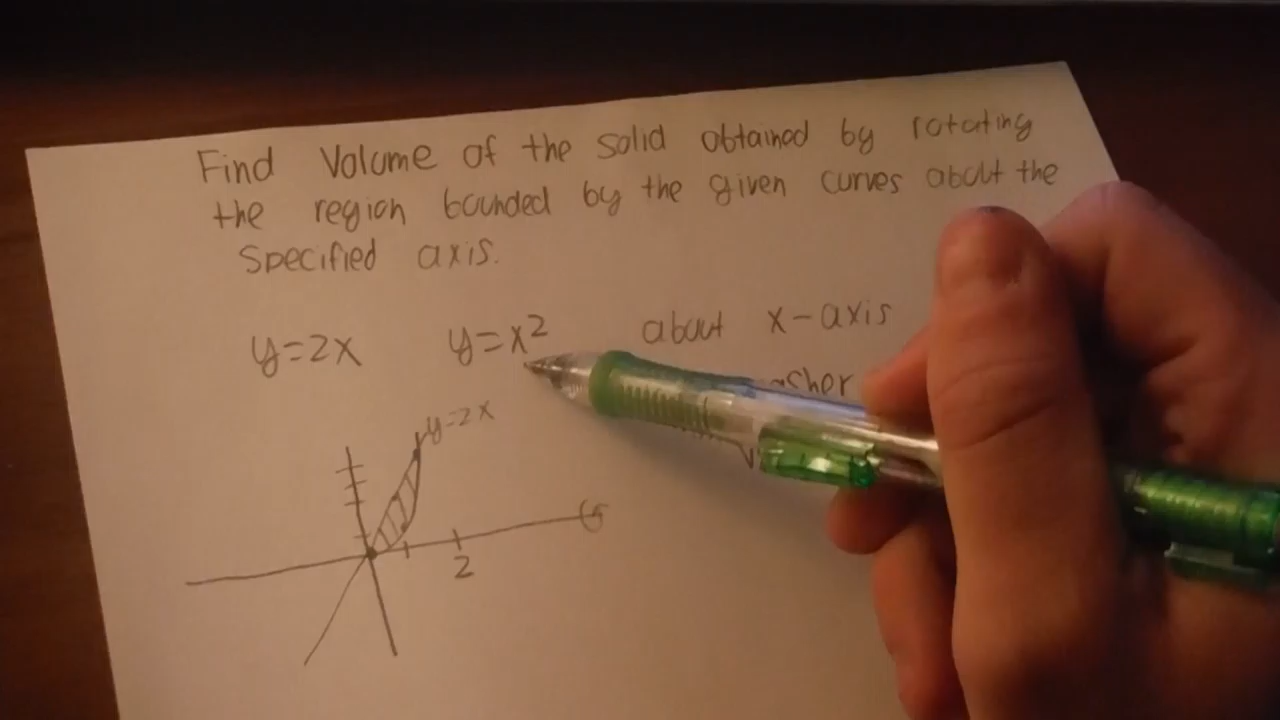 Find Volume of the solid obtained by rotating
the region bounded by the given curves about the
specified axis.
y=2x y=x² about x-axis
y=2x
2